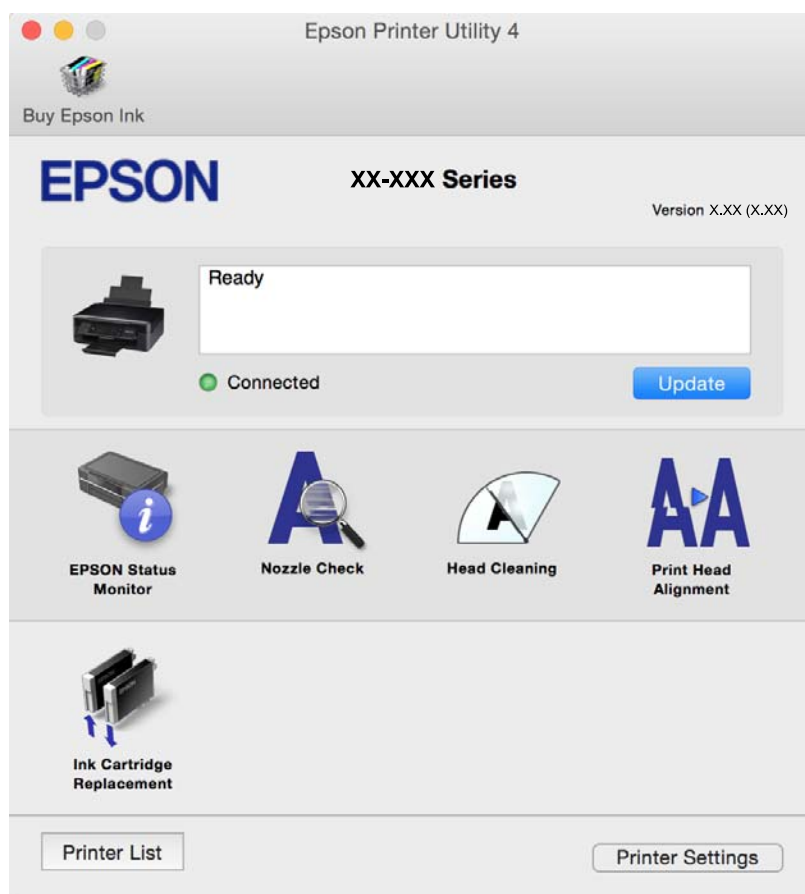 Epson Printer Utility 4
Buy Epson Ink
EPSON
XX-XXX Series
Version X.XX (X.XX)
Ready
Connected
Update
EPSON Status
Monitor
Nozzle Check
Head Cleaning
Print Head
Alignment
Ink Cartridge
Replacement
Printer List
Printer Settings